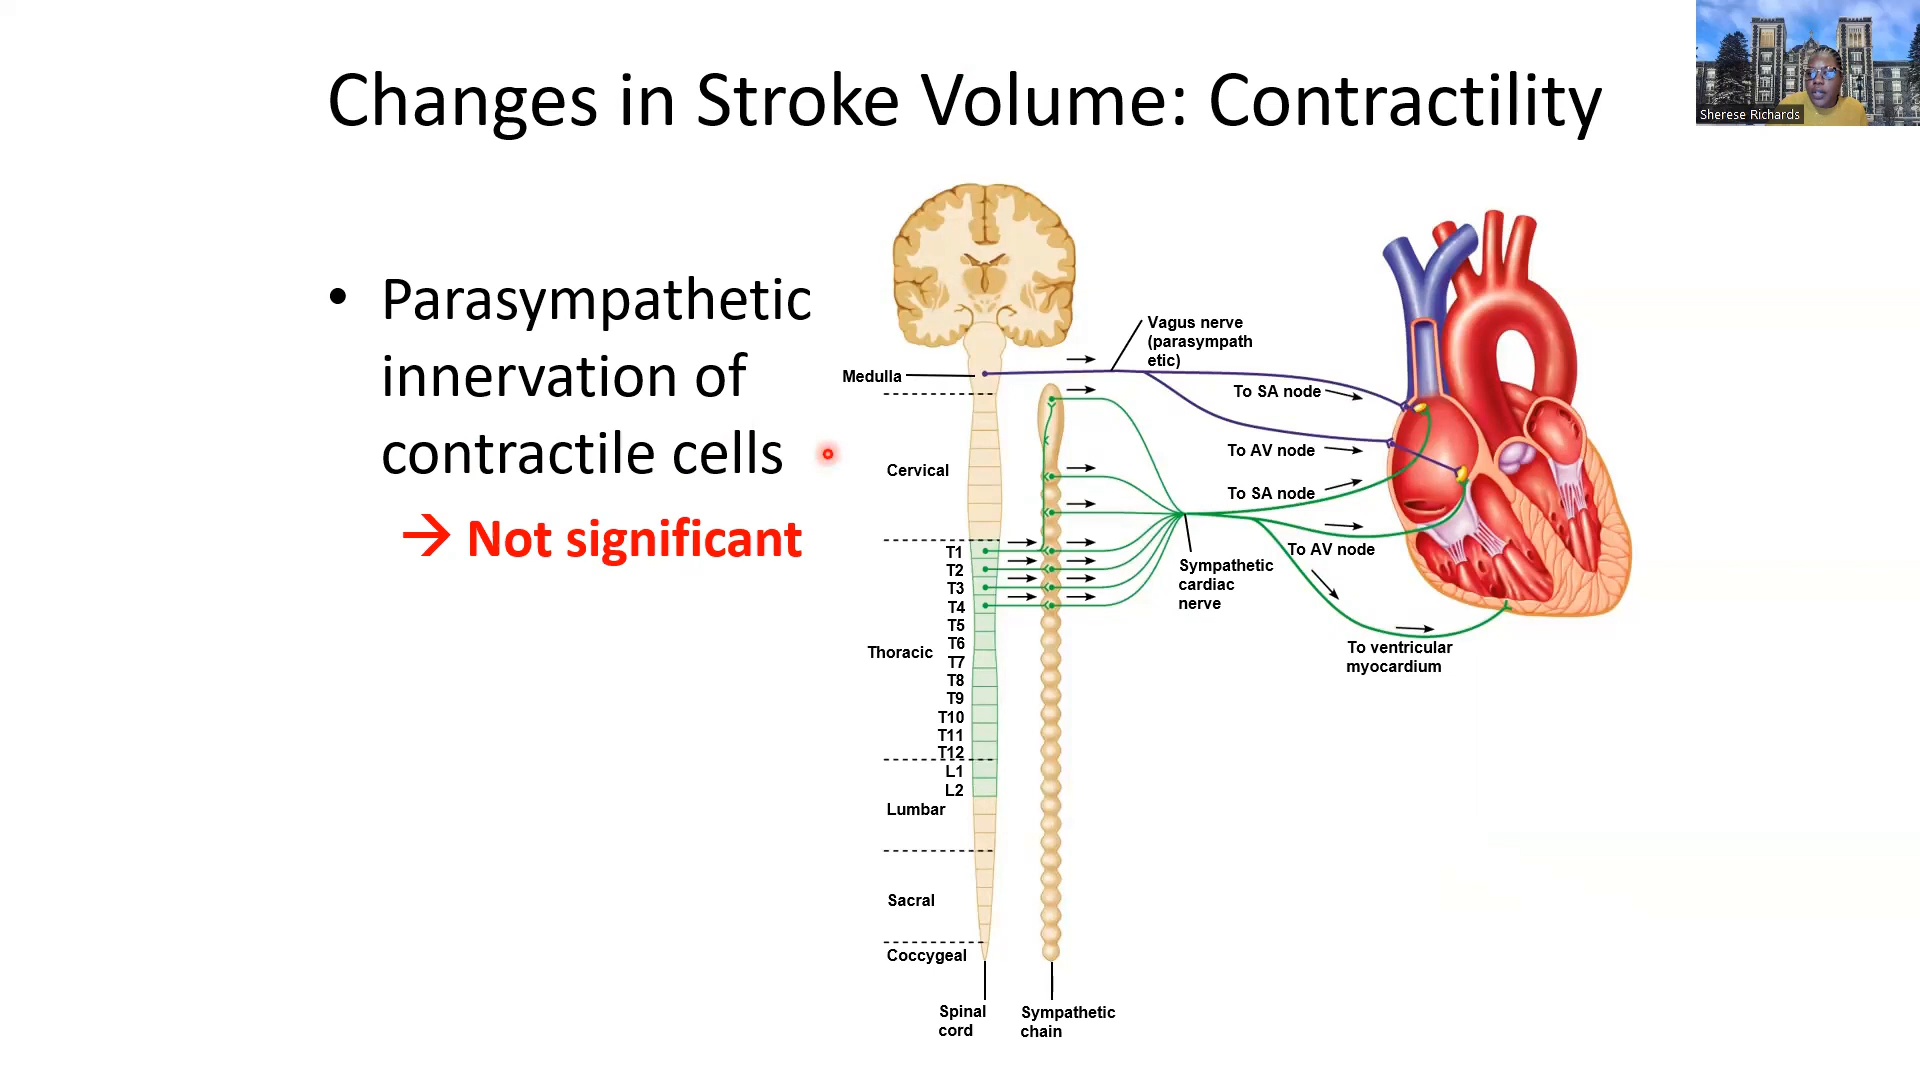 Changes in Stroke Volume: Contractility
Sherese Richards
• Parasympathetic
innervation of
contractile cells
→ Not significant
Vagus nerve
(parasympath
etic)
Medulla
To SA node
To AV node
Cervical
To SA node
To AV node
T1
T2
T3
T4
T5
T6
T7
T8
T9
T10
T11
T12
L1
L2
Sympathetic
cardiac
nerve
Thoracic
To ventricular
myocardium
Lumbar
Sacral
Coccygeal
Spinal
cord
Sympathetic
chain